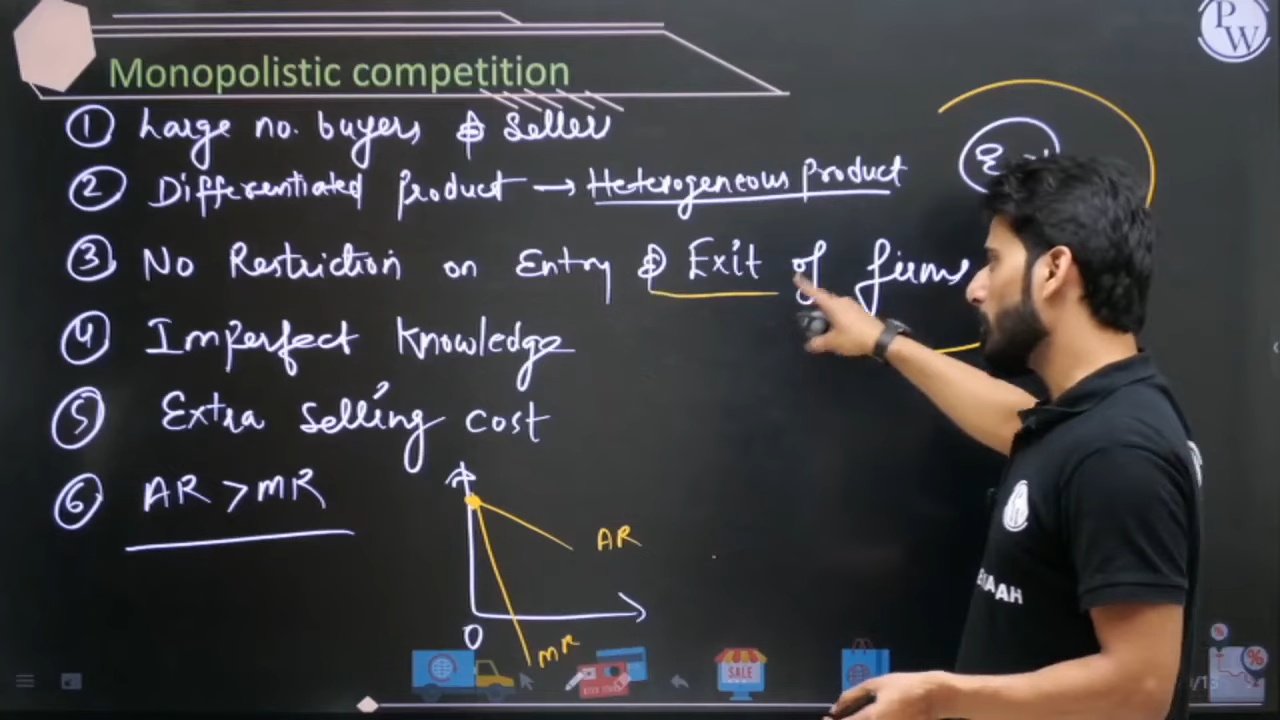 PW
Monopolistic competition
① Large no. buyers & Seller
② Differentiated product → Heterogeneous product
③ No Restriction on Entry & Exit of firms
④ Imperfect Knowledge
⑤ Extra selling cost
⑥ AR > MR
AR
O
MR
SALE
%